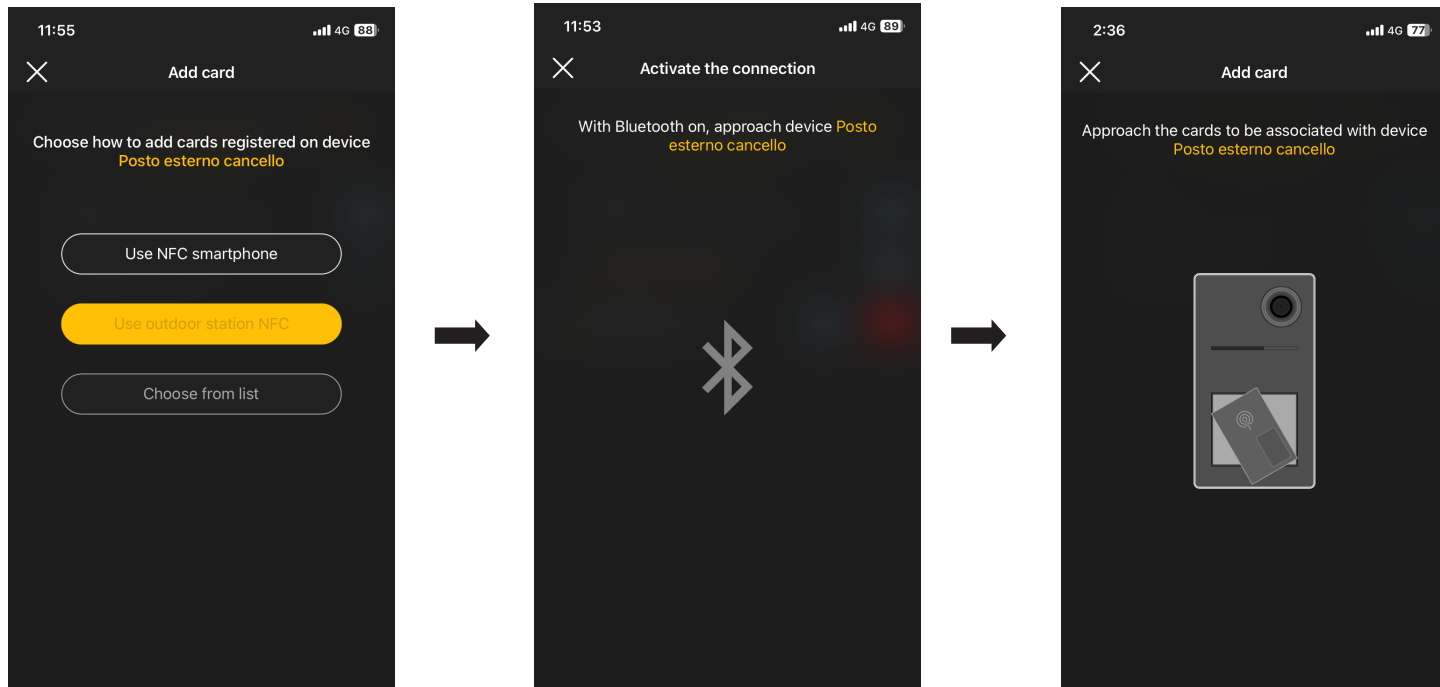 11:55
4G 88
Add card
Choose how to add cards registered on device
Posto esterno cancello
Use NFC smartphone
Use outdoor station NFC
Choose from list
11:53
4G 89
Activate the connection
With Bluetooth on, approach device Posto
esterno cancello
2:36
4G 77
Add card
Approach the cards to be associated with device
Posto esterno cancello